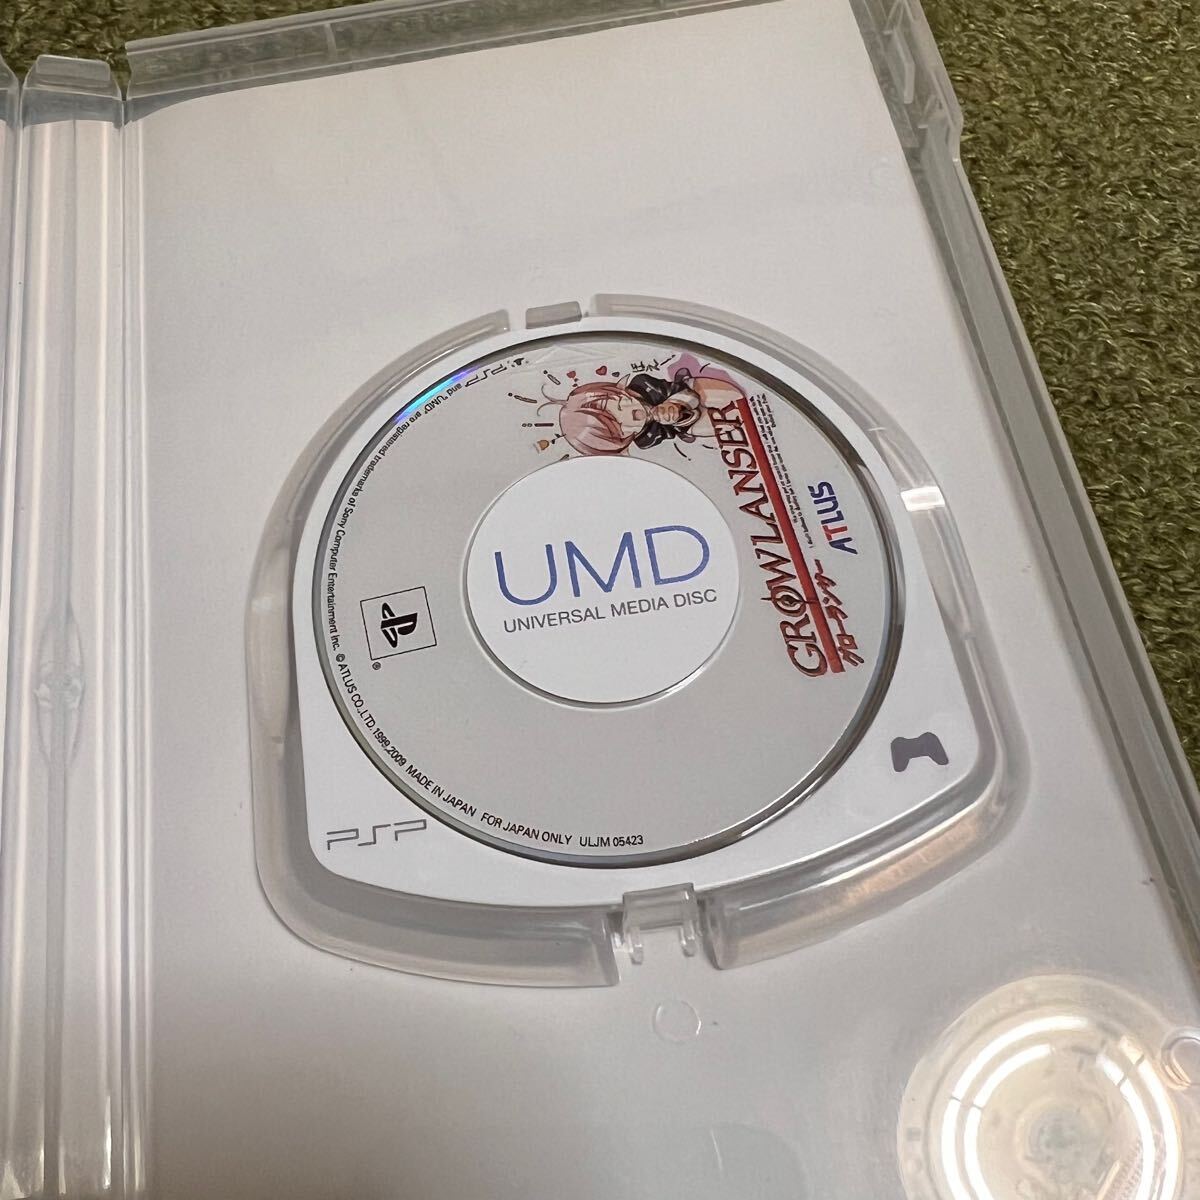 ほえ〜
GROWLANSER
グローランサー
ATLUS
UMD
UNIVERSAL MEDIA DISC
"PSP" and "UMD" are registered trademarks of Sony Computer Entertainment Inc. © ATLUS CO.,LTD.1999,2009 MADE IN JAPAN FOR JAPAN ONLY ULJM 05423
®
PSP